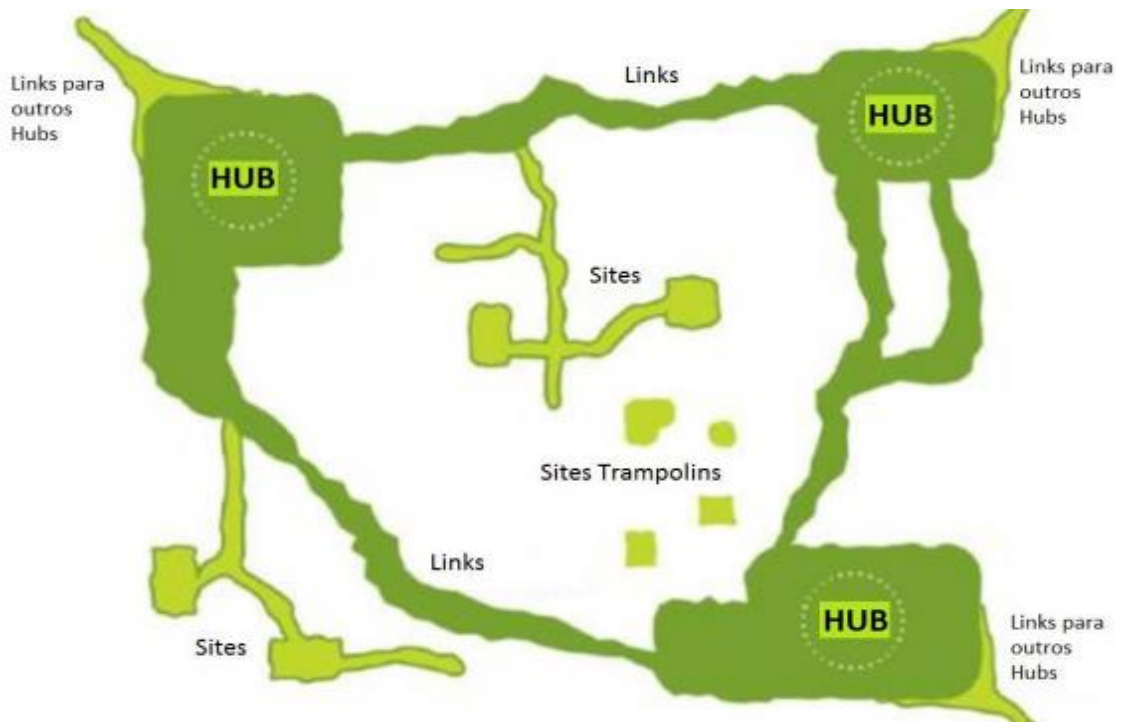 Links
Links para
outros
Hubs
HUB
Links para
outros
Hubs
HUB
Sites
Sites Trampolins
Links
Sites
HUB
Links para
outros
Hubs